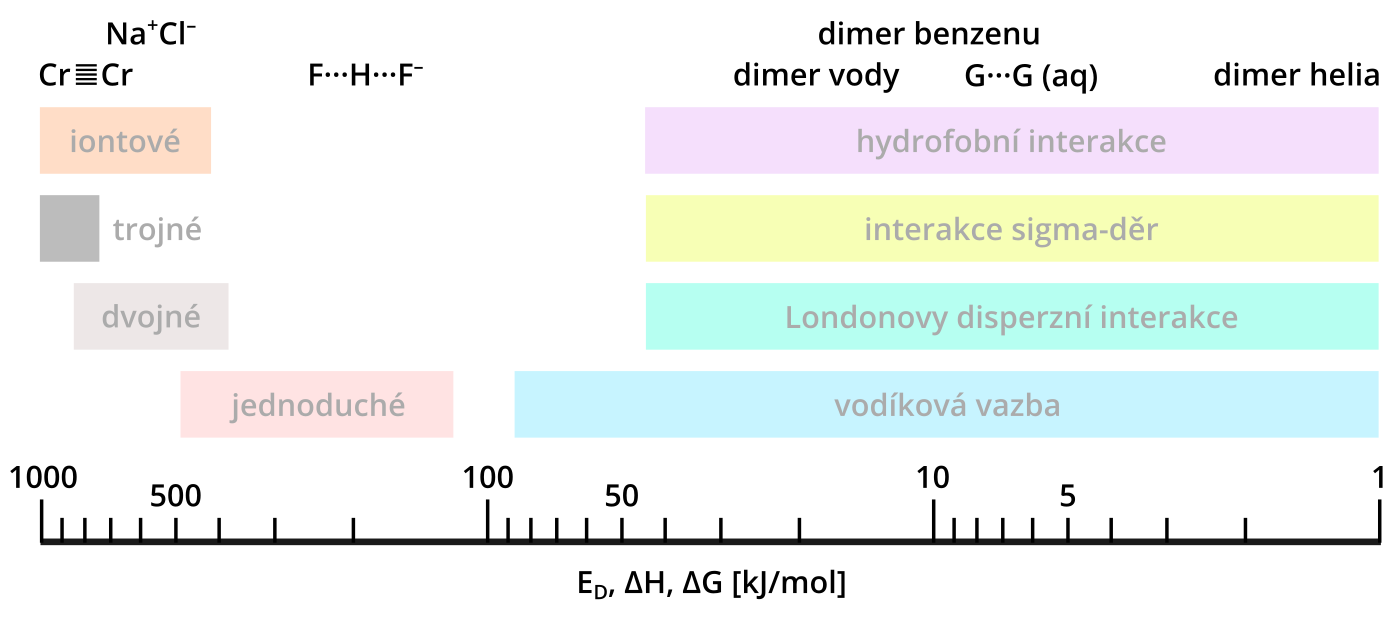 Na⁺Cl⁻ dimer benzenu
Cr≣Cr F···H···F⁻ dimer vody G···G (aq) dimer helia
iontové hydrofobní interakce
trojné interakce sigma-děr
dvojné Londonovy disperzní interakce
jednoduché vodíková vazba
1000 100 10 1
500 50 5
E_D, ΔH, ΔG [kJ/mol]